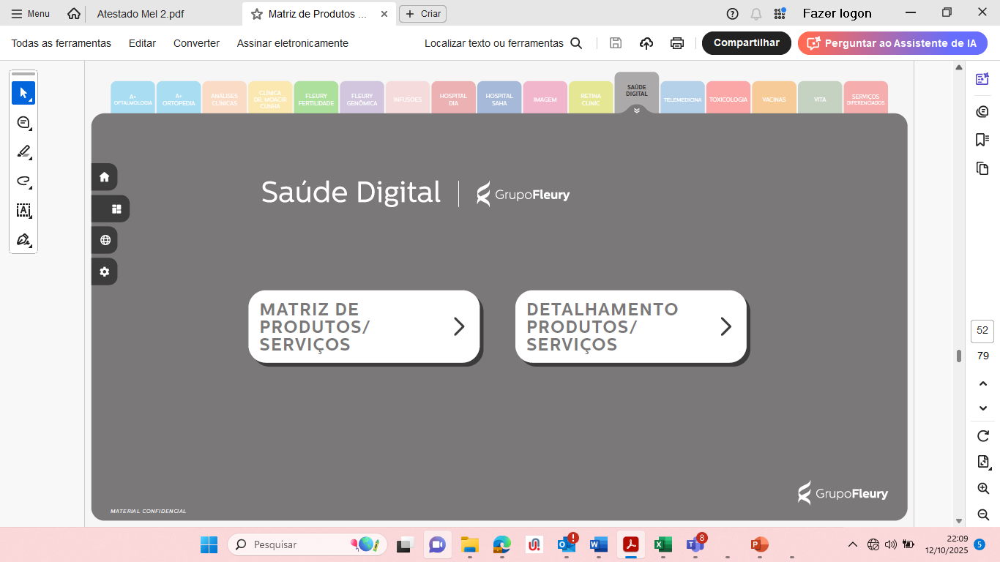 Menu
Atestado Mel 2.pdf
Matriz de Produtos ...
Criar
Fazer logon
Todas as ferramentas
Editar
Converter
Assinar eletronicamente
Localizar texto ou ferramentas
Compartilhar
Perguntar ao Assistente de IA
A+
OFTALMOLOGIA
A+
ORTOPEDIA
ANÁLISES
CLÍNICAS
CLÍNICA
DR. MOACIR
CUNHA
FLEURY
FERTILIDADE
FLEURY
GENÔMICA
INFUSÕES
HOSPITAL
DIA
HOSPITAL
SAHA
IMAGEM
RETINA
CLINIC
SAÚDE
DIGITAL
TELEMEDICINA
TOXICOLOGIA
VACINAS
VITA
SERVIÇOS
DIFERENCIADOS
Saúde Digital
GrupoFleury
MATRIZ DE
PRODUTOS/
SERVIÇOS
DETALHAMENTO
PRODUTOS/
SERVIÇOS
52
79
GrupoFleury
MATERIAL CONFIDENCIAL
Pesquisar
8
22:09
12/10/2025
5